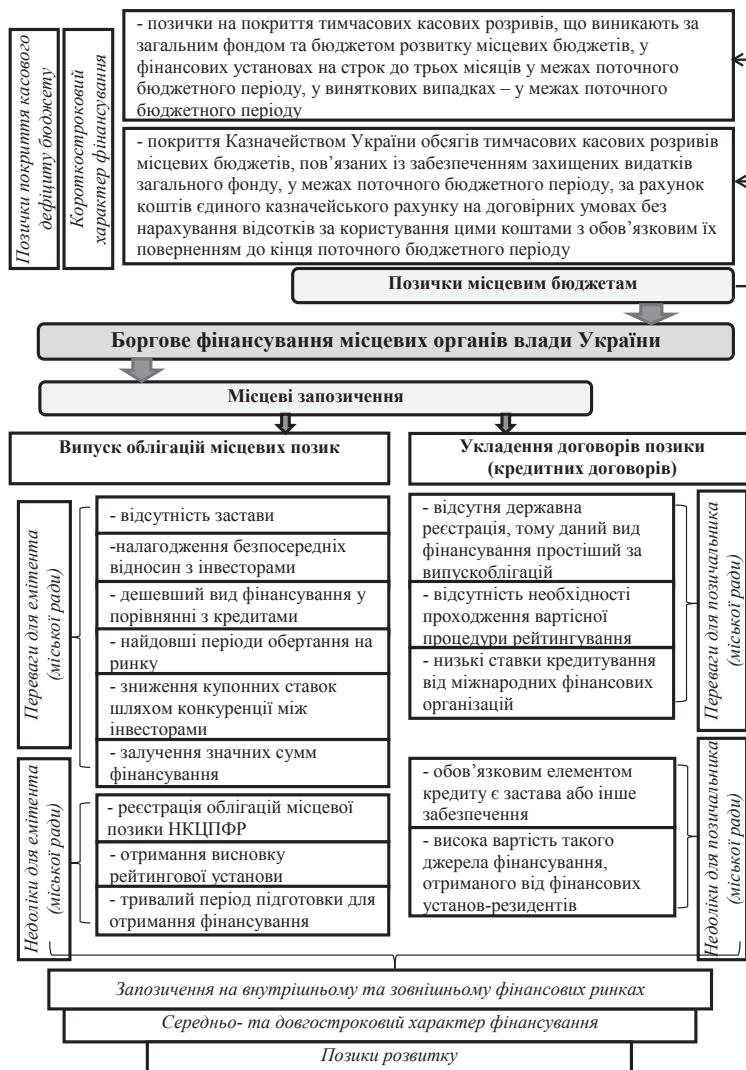 Позички покриття касового
дефіциту бюджету
Короткостроковий
характер фінансування
- позички на покриття тимчасових касових розривів, що виникають за
загальним фондом та бюджетом розвитку місцевих бюджетів, у
фінансових установах на строк до трьох місяців у межах поточного
бюджетного періоду, у виняткових випадках – у межах поточного
бюджетного періоду
- покриття Казначейством України обсягів тимчасових касових розривів
місцевих бюджетів, пов’язаних із забезпеченням захищених видатків
загального фонду, у межах поточного бюджетного періоду, за рахунок
коштів єдиного казначейського рахунку на договірних умовах без
нарахування відсотків за користування цими коштами з обов’язковим їх
поверненням до кінця поточного бюджетного періоду
Позички місцевим бюджетам
Боргове фінансування місцевих органів влади України
Місцеві запозичення
Випуск облігацій місцевих позик
Переваги для емітента
(міської ради)
- відсутність застави
-налагодження безпосередніх
відносин з інвесторами
- дешевший вид фінансування у
порівнянні з кредитами
- найдовші періоди обертання на
ринку
- зниження купонних ставок
шляхом конкуренції між
інвесторами
- залучення значних сумм
фінансування
Недоліки для емітента
(міської ради)
- реєстрація облігацій місцевої
позики НКЦПФР
- отримання висновку
рейтингової установи
- тривалий період підготовки для
отримання фінансування
Укладення договорів позики
(кредитних договорів)
- відсутня державна
реєстрація, тому даний вид
фінансування простіший за
випускоблігацій
- відсутність необхідності
проходження вартісної
процедури рейтингування
- низькі ставки кредитування
від міжнародних фінансових
організацій
Переваги для позичальника
(міської ради)
- обов’язковим елементом
кредиту є застава або інше
забезпечення
- висока вартість такого
джерела фінансування,
отриманого від фінансових
установ-резидентів
Недоліки для позичальника
(міської ради)
Запозичення на внутрішньому та зовнішньому фінансових ринках
Середньо- та довгостроковий характер фінансування
Позики розвитку